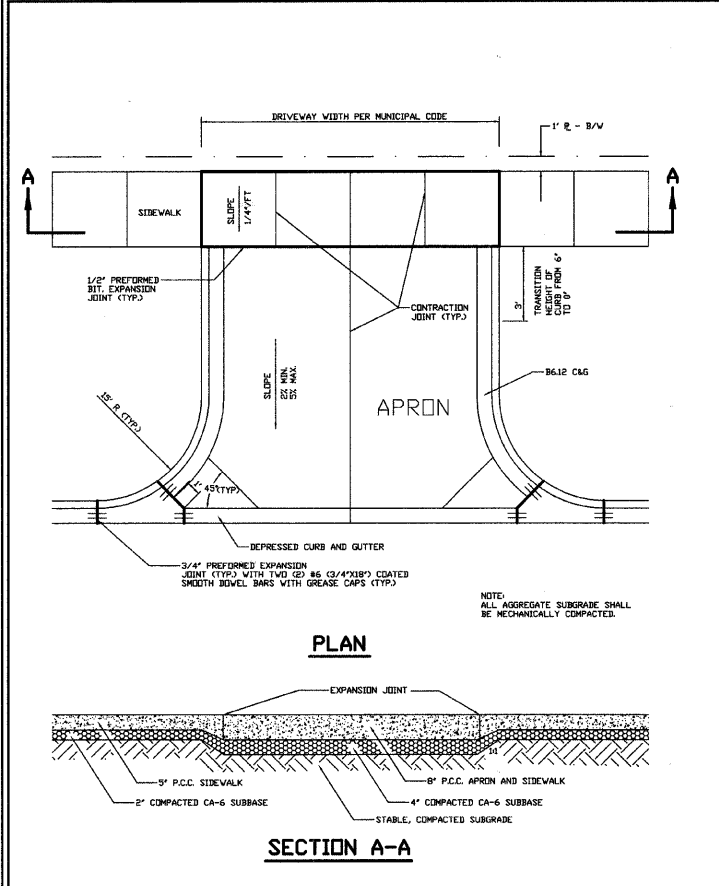 DRIVEWAY WIDTH PER MUNICIPAL CODE
1' ⅊ - B/W
A
A
SIDEWALK
SLOPE
1/4"/FT
1/2" PREFORMED
BIT. EXPANSION
JOINT (TYP.)
3'
TRANSITION
HEIGHT OF
CURB FROM 6"
TO 0"
CONTRACTION
JOINT (TYP.)
SLOPE
2% MIN.
5% MAX.
B6.12 C&G
APRON
15' R (TYP.)
1'
45°(TYP)
DEPRESSED CURB AND GUTTER
3/4" PREFORMED EXPANSION
JOINT (TYP.) WITH TWO (2) #6 (3/4"X18") COATED
SMOOTH DOWEL BARS WITH GREASE CAPS (TYP.)
NOTE:
ALL AGGREGATE SUBGRADE SHALL
BE MECHANICALLY COMPACTED.
PLAN
EXPANSION JOINT
1:1
5" P.C.C. SIDEWALK
8" P.C.C. APRON AND SIDEWALK
2" COMPACTED CA-6 SUBBASE
4" COMPACTED CA-6 SUBBASE
STABLE, COMPACTED SUBGRADE
SECTION A-A